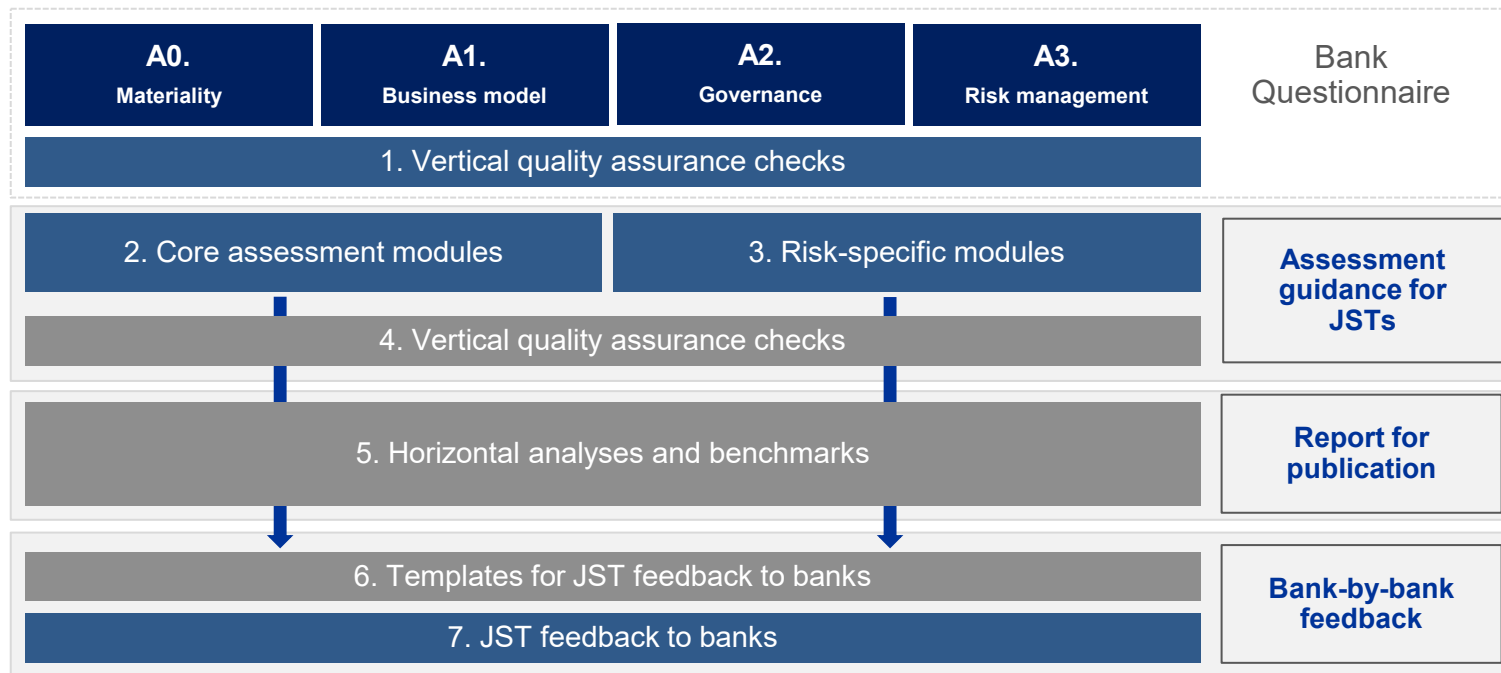 A0.
Materiality
A1.
Business model
A2.
Governance
A3.
Risk management
Bank
Questionnaire
1. Vertical quality assurance checks
2. Core assessment modules
3. Risk-specific modules
Assessment
guidance for
JSTs
4. Vertical quality assurance checks
5. Horizontal analyses and benchmarks
Report for
publication
6. Templates for JST feedback to banks
7. JST feedback to banks
Bank-by-bank
feedback